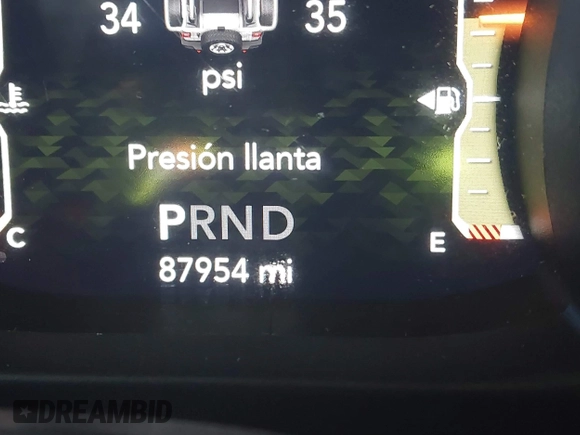 34 35
psi
Presión llanta
PRND
C E
87954 mi
DREAMBID